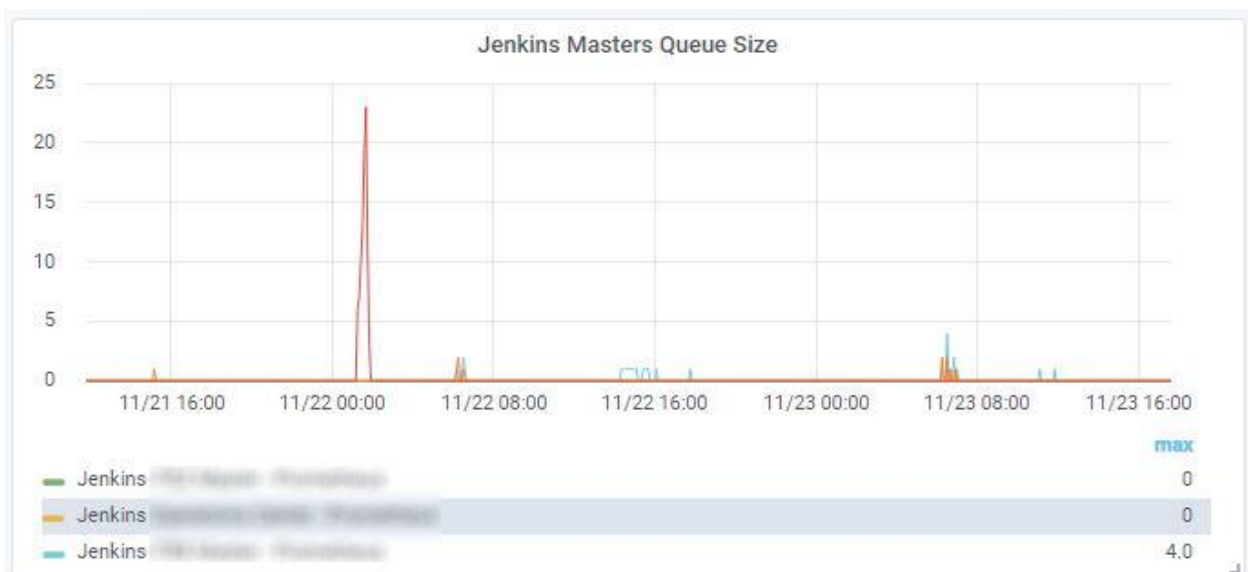 Jenkins Masters Queue Size
25
20
15
10
5
0
11/21 16:00 11/22 00:00 11/22 08:00 11/22 16:00 11/23 00:00 11/23 08:00 11/23 16:00
max
Jenkins 0
Jenkins 0
Jenkins 4.0